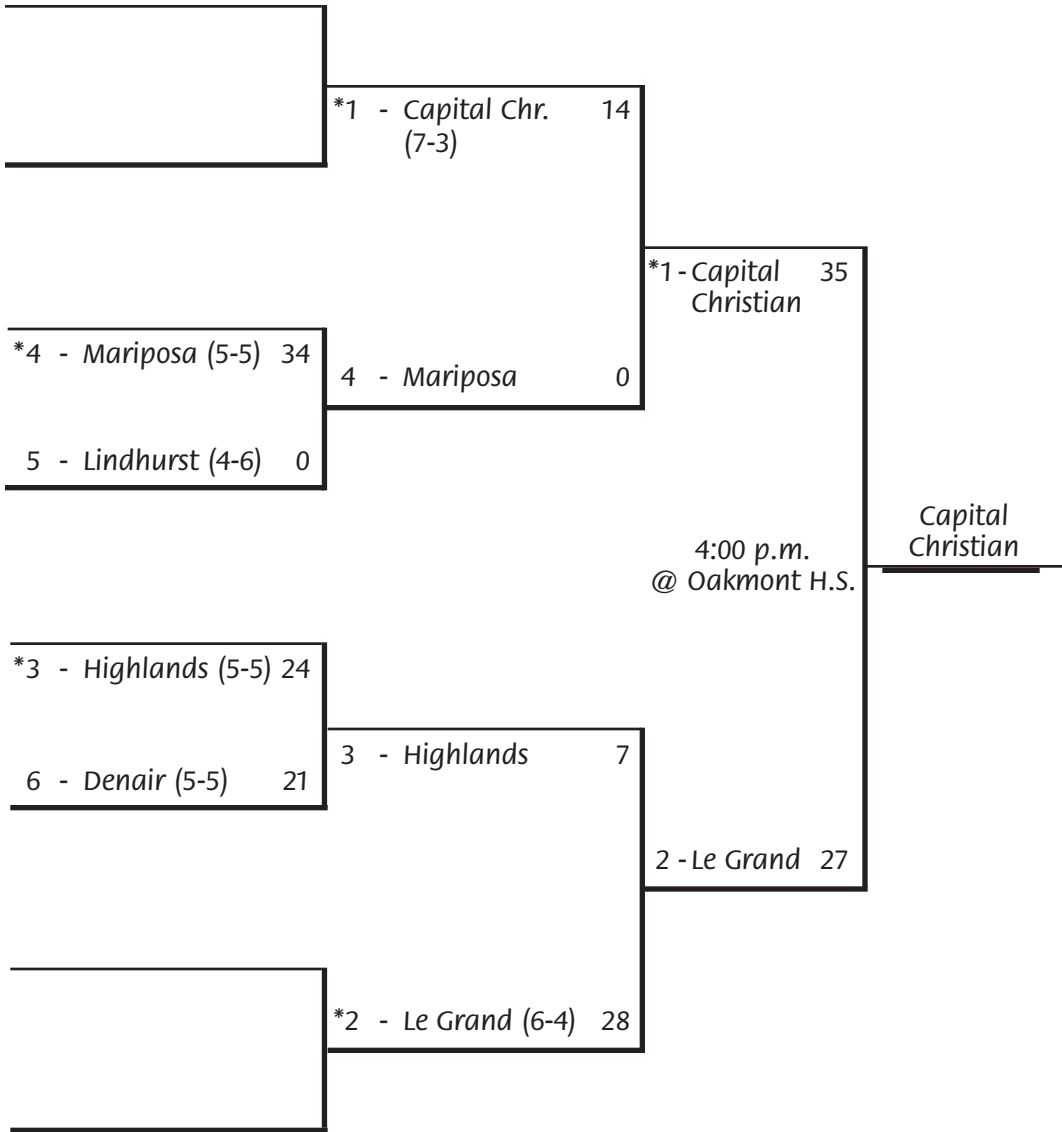 *1 - Capital Chr. 14
(7-3)
*1 - Capital 35
Christian
*4 - Mariposa (5-5) 34
4 - Mariposa 0
5 - Lindhurst (4-6) 0
Capital
Christian
4:00 p.m.
@ Oakmont H.S.
*3 - Highlands (5-5) 24
3 - Highlands 7
6 - Denair (5-5) 21
2 - Le Grand 27
*2 - Le Grand (6-4) 28